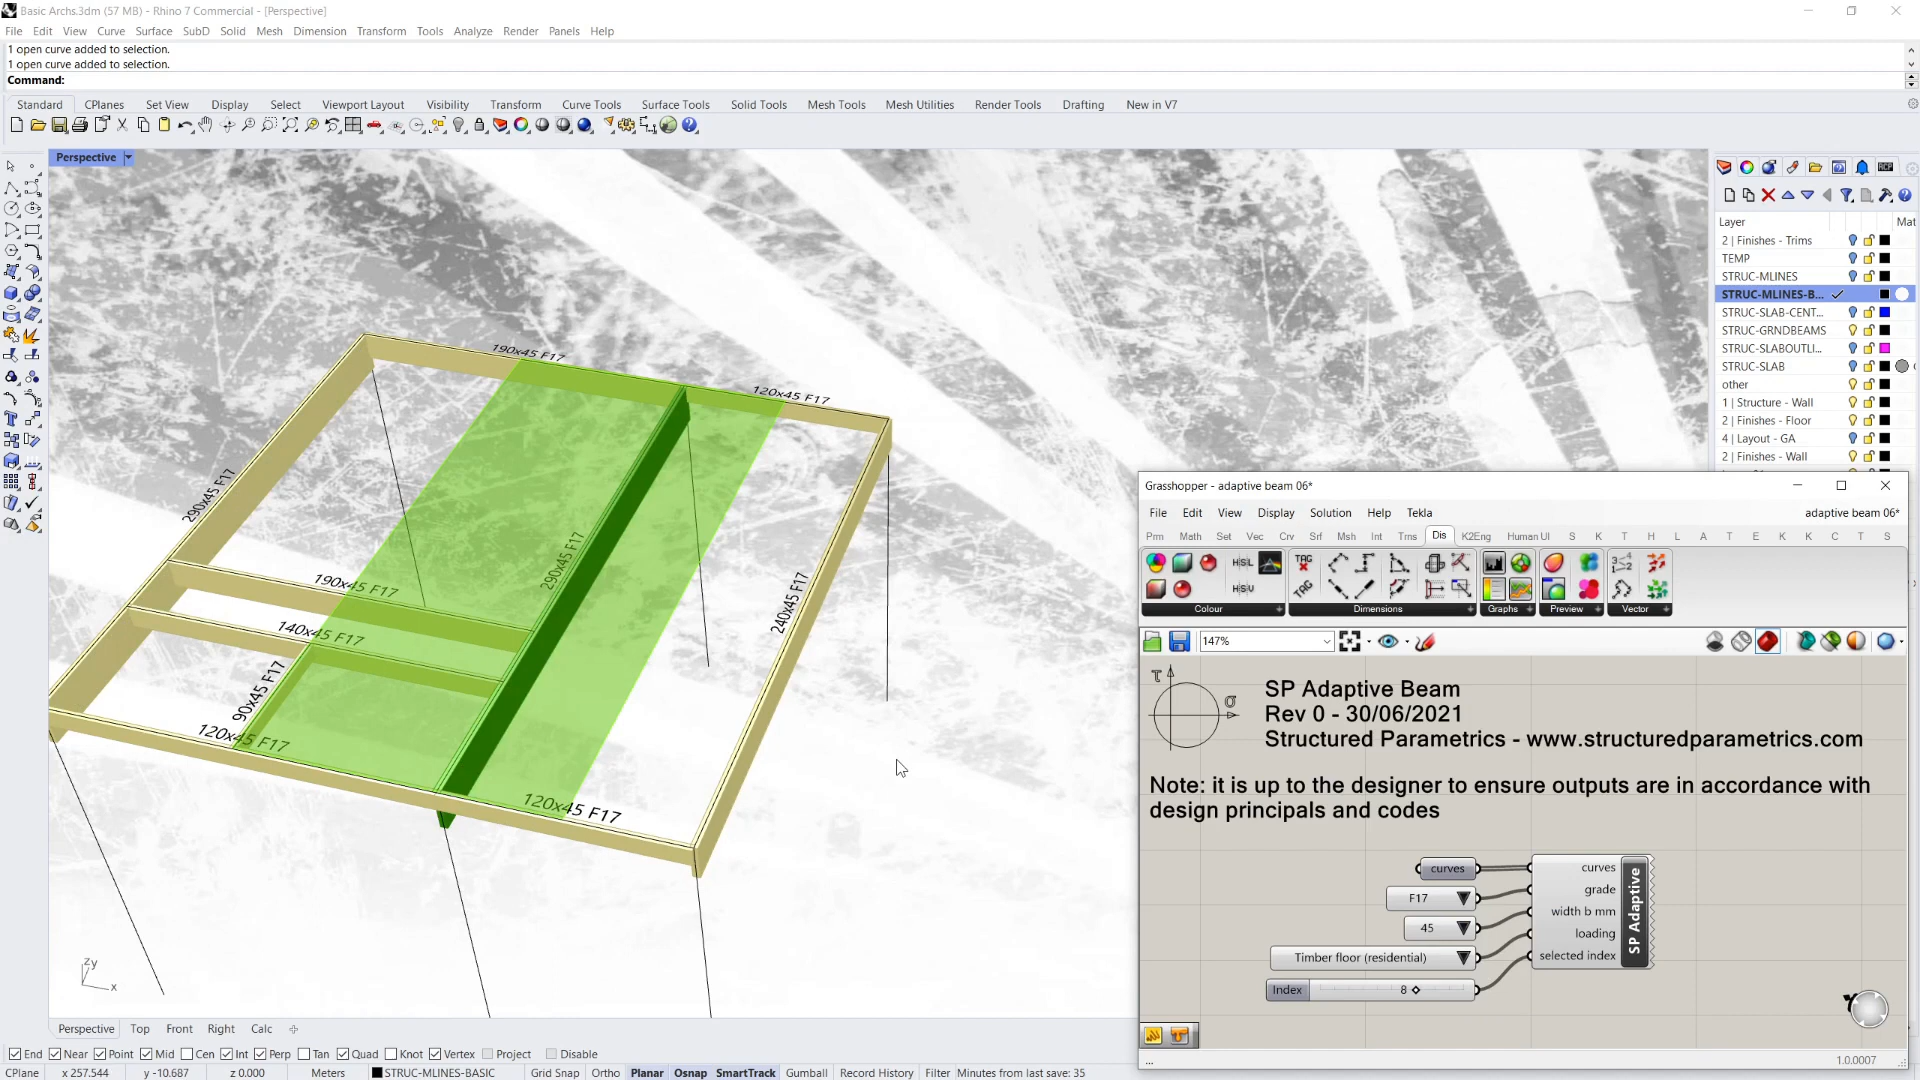 Basic Archs.3dm (57 MB) - Rhino 7 Commercial - [Perspective]
File Edit View Curve Surface SubD Solid Mesh Dimension Transform Tools Analyze Render Panels Help
1 open curve added to selection.
1 open curve added to selection.
Command:
Standard CPlanes Set View Display Select Viewport Layout Visibility Transform Curve Tools Surface Tools Solid Tools Mesh Tools Mesh Utilities Render Tools Drafting New in V7
Perspective
Layer Mat
2 | Finishes - Trims
TEMP
STRUC-MLINES
STRUC-MLINES-B...
STRUC-SLAB-CENT...
STRUC-GRNDBEAMS
STRUC-SLABOUTLI...
STRUC-SLAB
other
1 | Structure - Wall
2 | Finishes - Floor
4 | Layout - GA
2 | Finishes - Wall
190x45 F17
120x45 F17
290x45 F17
290x45 F17
190x45 F17
240x45 F17
140x45 F17
90x45 F17
120x45 F17
120x45 F17
zy
x
Grasshopper - adaptive beam 06*
File Edit View Display Solution Help Tekla adaptive beam 06*
Prm Math Set Vec Crv Srf Msh Int Trns Dis K2Eng Human UI S K T H L A T E K K C T S
TAG HSL
TAG HSV
Colour Dimensions Graphs Preview Vector
147%
τ
σ
SP Adaptive Beam
Rev 0 - 30/06/2021
Structured Parametrics - www.structuredparametrics.com
Note: it is up to the designer to ensure outputs are in accordance with
design principals and codes
curves
F17
45
Timber floor (residential)
Index 8
curves
grade
width b mm
loading
selected index
SP Adaptive
...
1.0.0007
Perspective Top Front Right Calc
End Near Point Mid Cen Int Perp Tan Quad Knot Vertex Project Disable
CPlane x 257.544 y -10.687 z 0.000 Meters STRUC-MLINES-BASIC Grid Snap Ortho Planar Osnap SmartTrack Gumball Record History Filter Minutes from last save: 35